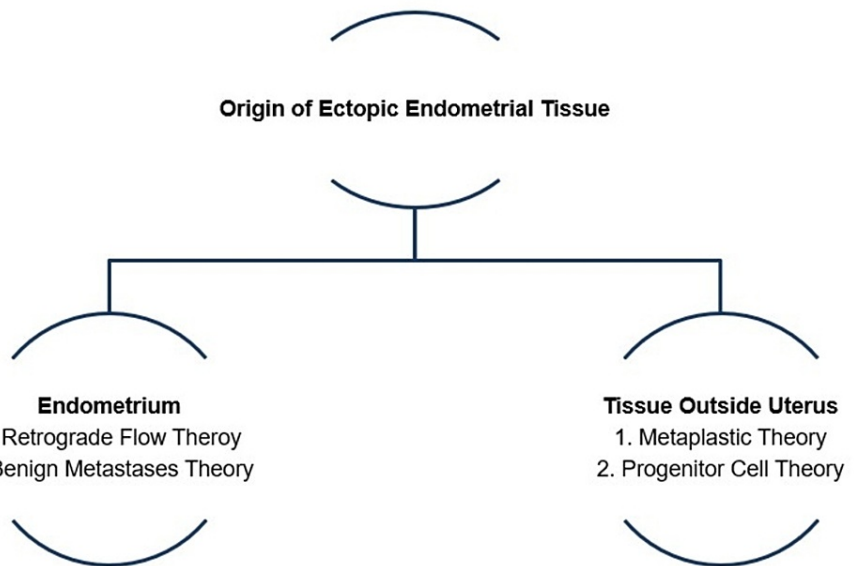 Origin of Ectopic Endometrial Tissue
Endometrium
Retrograde Flow Theroy
Benign Metastases Theory
Tissue Outside Uterus
1. Metaplastic Theory
2. Progenitor Cell Theory